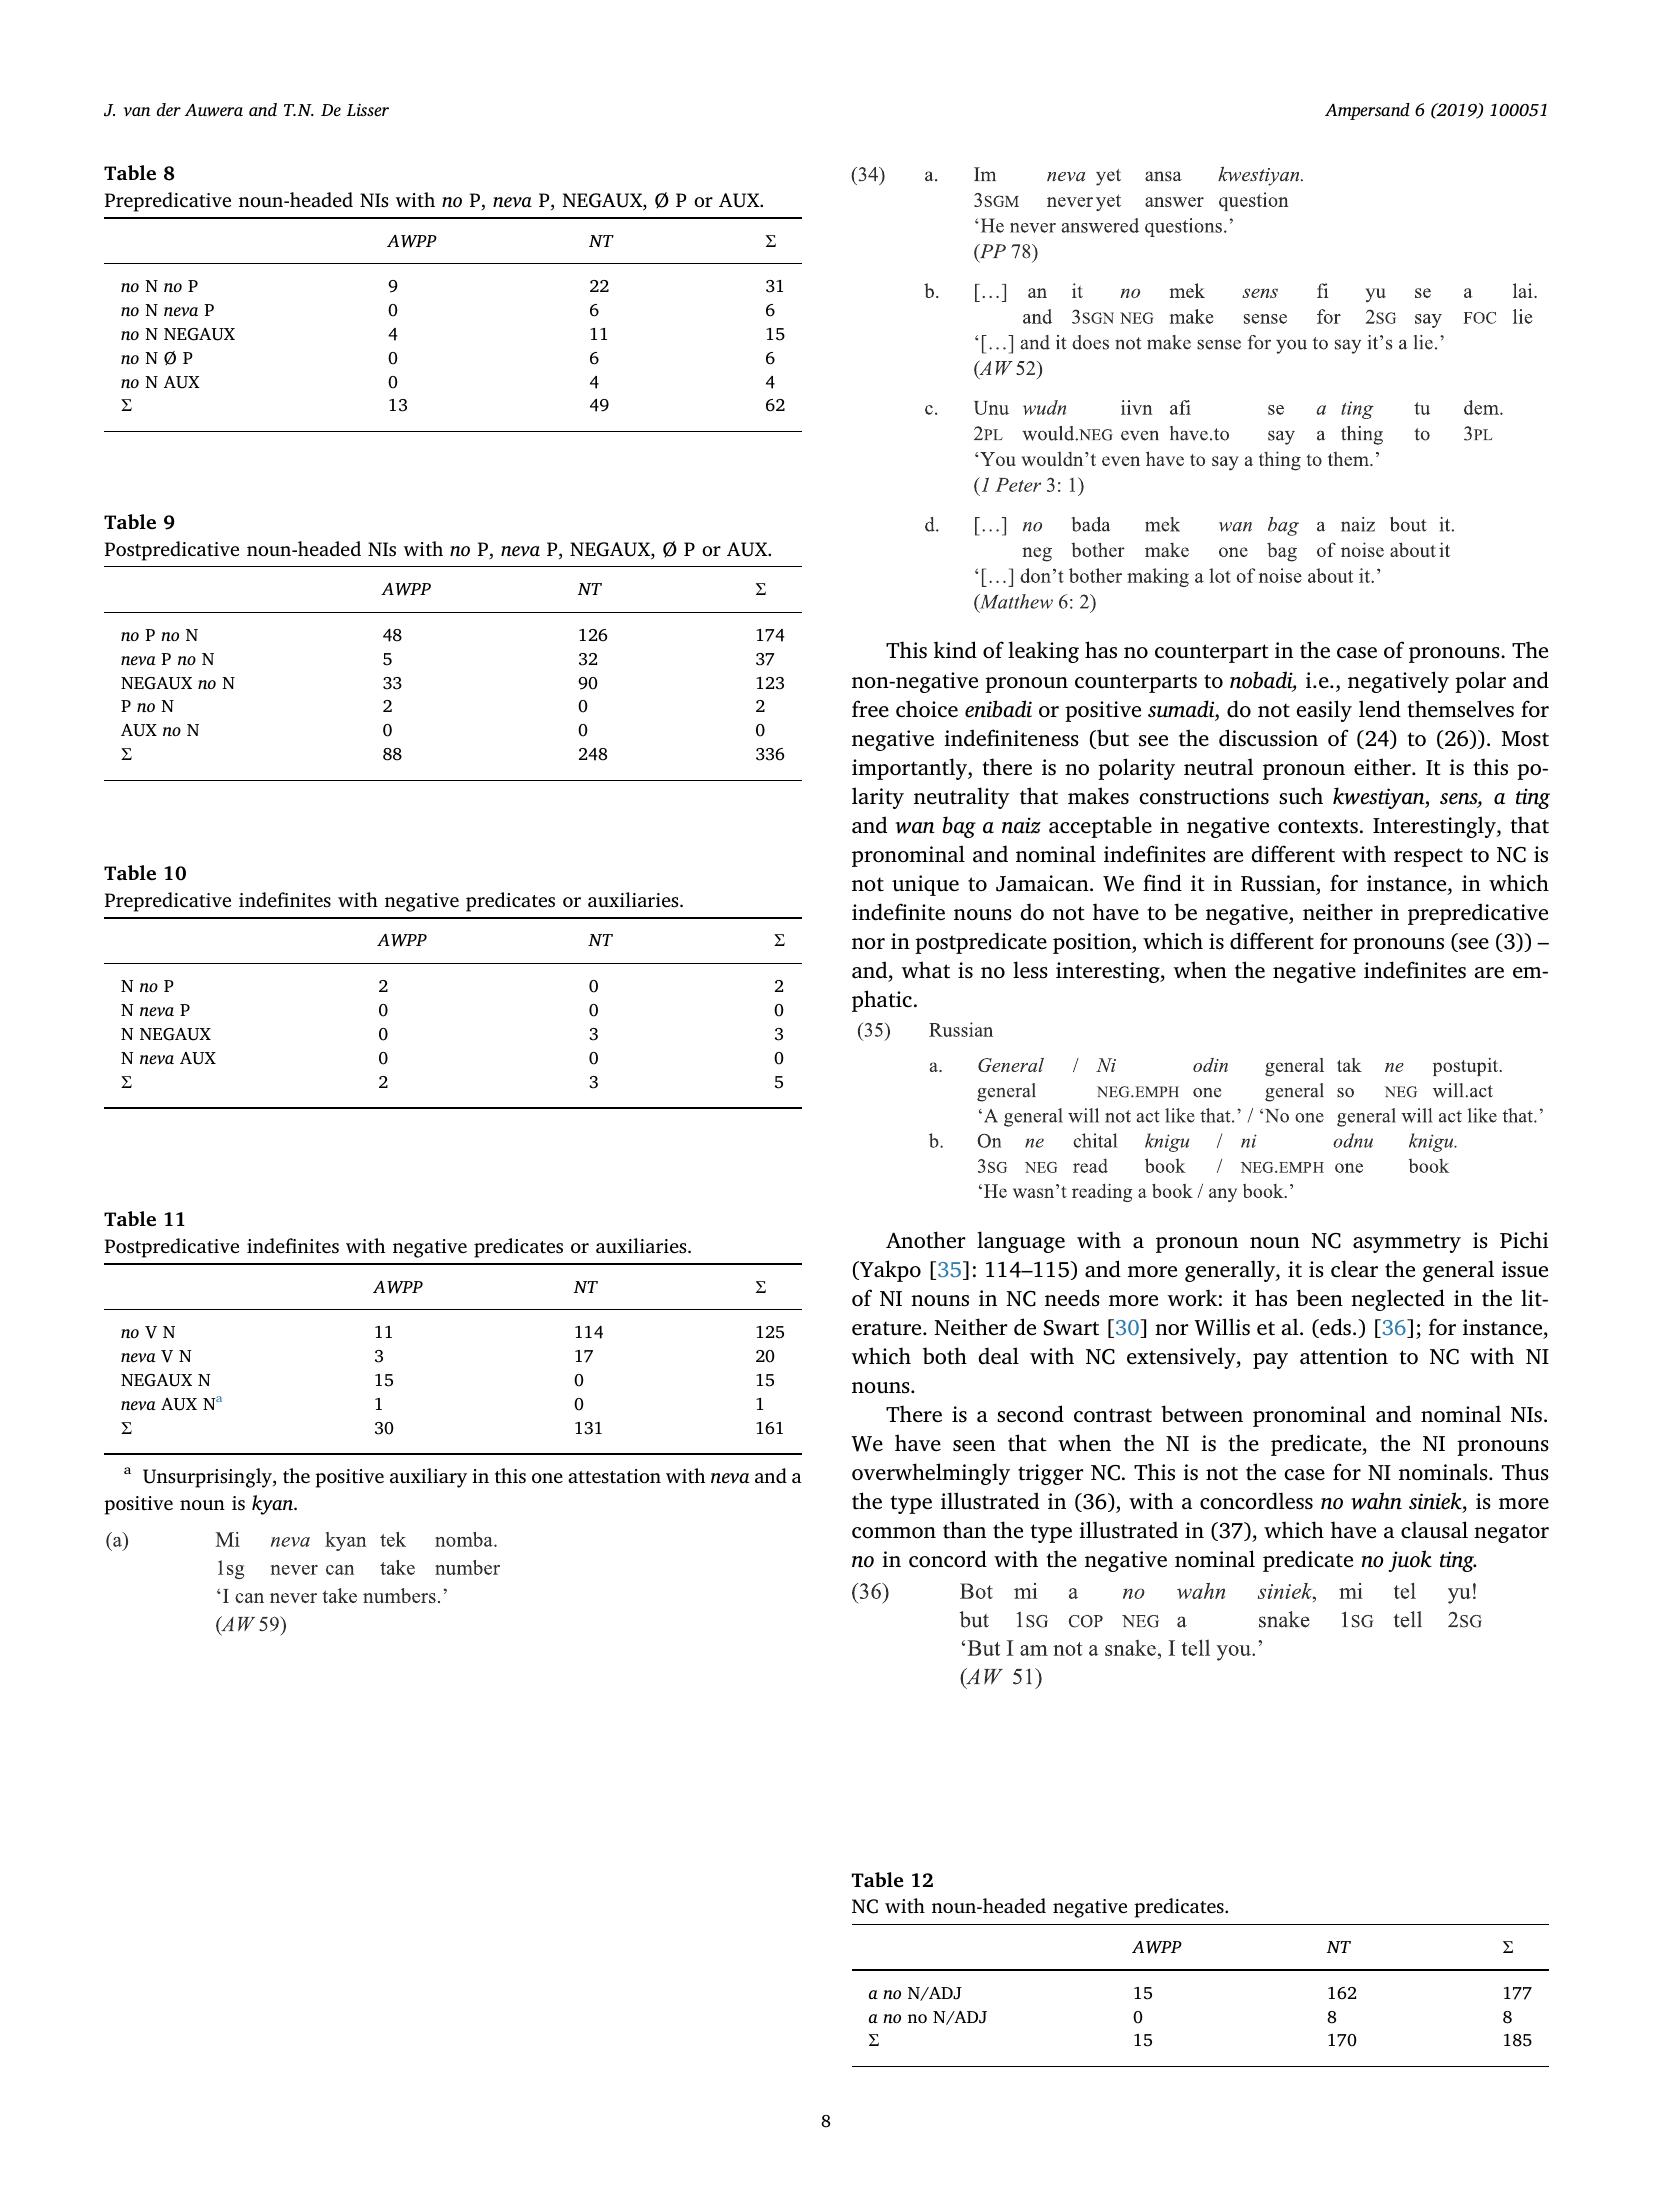 J. van der Auwera and T.N. De Lisser
Ampersand 6 (2019) 100051
Table 8
Prepredicative noun-headed NIs with no P, neva P, NEGAUX, Ø P or AUX.
AWPP NT Σ
no N no P 9 22 31
no N neva P 0 6 6
no N NEGAUX 4 11 15
no N Ø P 0 6 6
no N AUX 0 4 4
Σ 13 49 62
Table 9
Postpredicative noun-headed NIs with no P, neva P, NEGAUX, Ø P or AUX.
AWPP NT Σ
no P no N 48 126 174
neva P no N 5 32 37
NEGAUX no N 33 90 123
P no N 2 0 2
AUX no N 0 0 0
Σ 88 248 336
Table 10
Prepredicative indefinites with negative predicates or auxiliaries.
AWPP NT Σ
N no P 2 0 2
N neva P 0 0 0
N NEGAUX 0 3 3
N neva AUX 0 0 0
Σ 2 3 5
Table 11
Postpredicative indefinites with negative predicates or auxiliaries.
AWPP NT Σ
no V N 11 114 125
neva V N 3 17 20
NEGAUX N 15 0 15
neva AUX Nᵃ 1 0 1
Σ 30 131 161
ᵃ Unsurprisingly, the positive auxiliary in this one attestation with neva and a
positive noun is kyan.
(a) Mi neva kyan tek nomba.
1sg never can take number
‘I can never take numbers.’
(AW 59)
(34) a. Im neva yet ansa kwestiyan.
3SGM never yet answer question
‘He never answered questions.’
(PP 78)
b. […] an it no mek sens fi yu se a lai.
and 3SGN NEG make sense for 2SG say FOC lie
‘[…] and it does not make sense for you to say it’s a lie.’
(AW 52)
c. Unu wudn iivn afi se a ting tu dem.
2PL would.NEG even have.to say a thing to 3PL
‘You wouldn’t even have to say a thing to them.’
(1 Peter 3: 1)
d. […] no bada mek wan bag a naiz bout it.
neg bother make one bag of noise about it
‘[…] don’t bother making a lot of noise about it.’
(Matthew 6: 2)
This kind of leaking has no counterpart in the case of pronouns. The
non-negative pronoun counterparts to nobadi, i.e., negatively polar and
free choice enibadi or positive sumadi, do not easily lend themselves for
negative indefiniteness (but see the discussion of (24) to (26)). Most
importantly, there is no polarity neutral pronoun either. It is this po-
larity neutrality that makes constructions such kwestiyan, sens, a ting
and wan bag a naiz acceptable in negative contexts. Interestingly, that
pronominal and nominal indefinites are different with respect to NC is
not unique to Jamaican. We find it in Russian, for instance, in which
indefinite nouns do not have to be negative, neither in prepredicative
nor in postpredicate position, which is different for pronouns (see (3)) –
and, what is no less interesting, when the negative indefinites are em-
phatic.
(35) Russian
a. General / Ni odin general tak ne postupit.
general NEG.EMPH one general so NEG will.act
‘A general will not act like that.’ / ‘No one general will act like that.’
b. On ne chital knigu / ni odnu knigu.
3SG NEG read book / NEG.EMPH one book
‘He wasn’t reading a book / any book.’
Another language with a pronoun noun NC asymmetry is Pichi
(Yakpo [35]: 114–115) and more generally, it is clear the general issue
of NI nouns in NC needs more work: it has been neglected in the lit-
erature. Neither de Swart [30] nor Willis et al. (eds.) [36]; for instance,
which both deal with NC extensively, pay attention to NC with NI
nouns.
There is a second contrast between pronominal and nominal NIs.
We have seen that when the NI is the predicate, the NI pronouns
overwhelmingly trigger NC. This is not the case for NI nominals. Thus
the type illustrated in (36), with a concordless no wahn siniek, is more
common than the type illustrated in (37), which have a clausal negator
no in concord with the negative nominal predicate no juok ting.
(36) Bot mi a no wahn siniek, mi tel yu!
but 1SG COP NEG a snake 1SG tell 2SG
‘But I am not a snake, I tell you.’
(AW 51)
Table 12
NC with noun-headed negative predicates.
AWPP NT Σ
a no N/ADJ 15 162 177
a no no N/ADJ 0 8 8
Σ 15 170 185
8